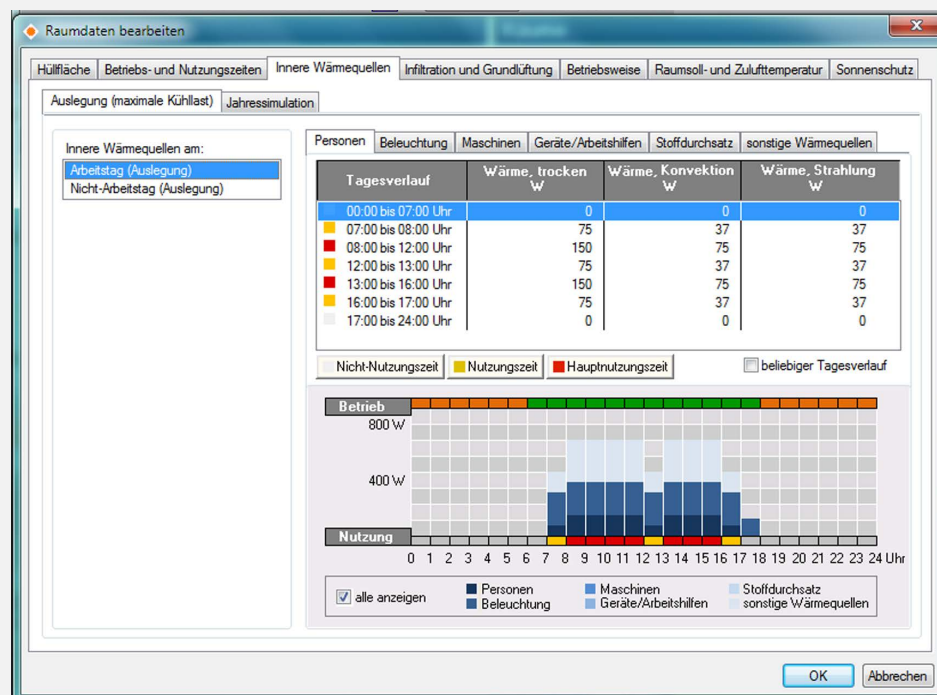 Raumdaten bearbeiten
Hüllfläche Betriebs- und Nutzungszeiten Innere Wärmequellen Infiltration und Grundlüftung Betriebsweise Raumsoll- und Zulufttemperatur Sonnenschutz
Auslegung (maximale Kühllast) Jahressimulation
Innere Wärmequellen am:
Arbeitstag (Auslegung)
Nicht-Arbeitstag (Auslegung)
Personen Beleuchtung Maschinen Geräte/Arbeitshilfen Stoffdurchsatz sonstige Wärmequellen
Tagesverlauf Wärme, trocken W Wärme, Konvektion W Wärme, Strahlung W
00:00 bis 07:00 Uhr 0 0 0
07:00 bis 08:00 Uhr 75 37 37
08:00 bis 12:00 Uhr 150 75 75
12:00 bis 13:00 Uhr 75 37 37
13:00 bis 16:00 Uhr 150 75 75
16:00 bis 17:00 Uhr 75 37 37
17:00 bis 24:00 Uhr 0 0 0
Nicht-Nutzungszeit Nutzungszeit Hauptnutzungszeit beliebiger Tagesverlauf
Betrieb
800 W
400 W
Nutzung
0 1 2 3 4 5 6 7 8 9 10 11 12 13 14 15 16 17 18 19 20 21 22 23 24 Uhr
alle anzeigen Personen Maschinen Stoffdurchsatz
Beleuchtung Geräte/Arbeitshilfen sonstige Wärmequellen
OK Abbrechen